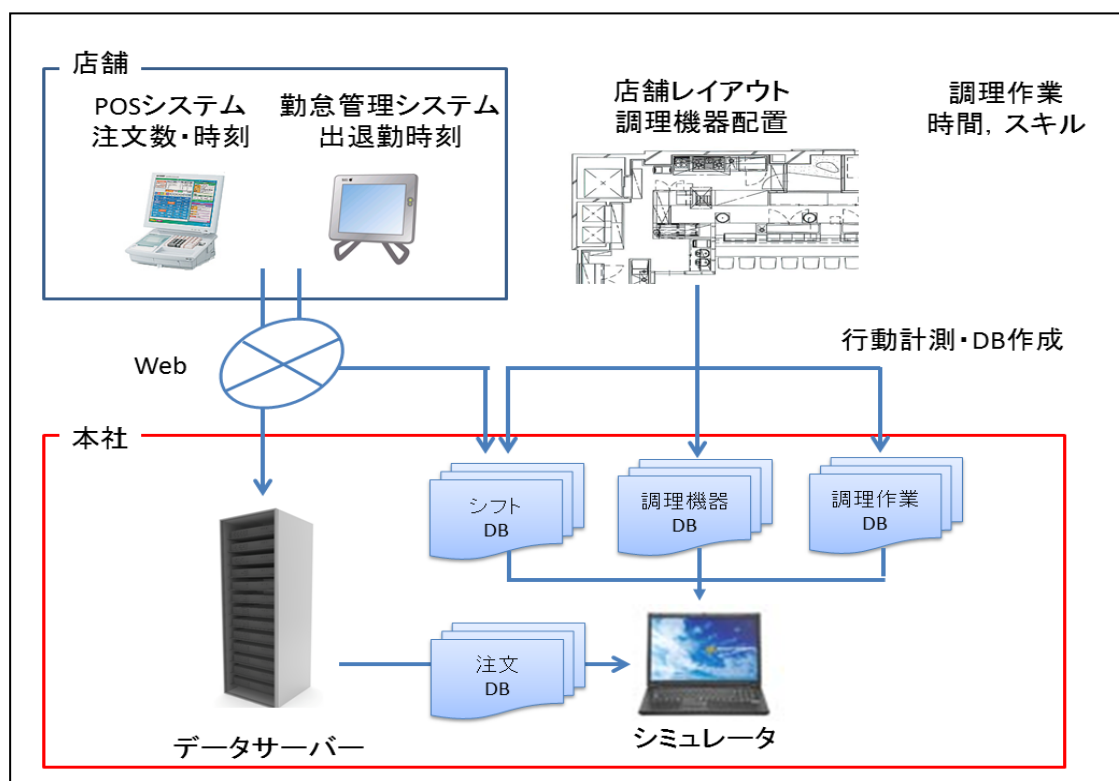 店舗
POSシステム
注文数・時刻
勤怠管理システム
出退勤時刻
店舗レイアウト
調理機器配置
調理作業
時間，スキル
Web
行動計測・DB作成
本社
シフト
DB
調理機器
DB
調理作業
DB
注文
DB
データサーバー
シミュレータ